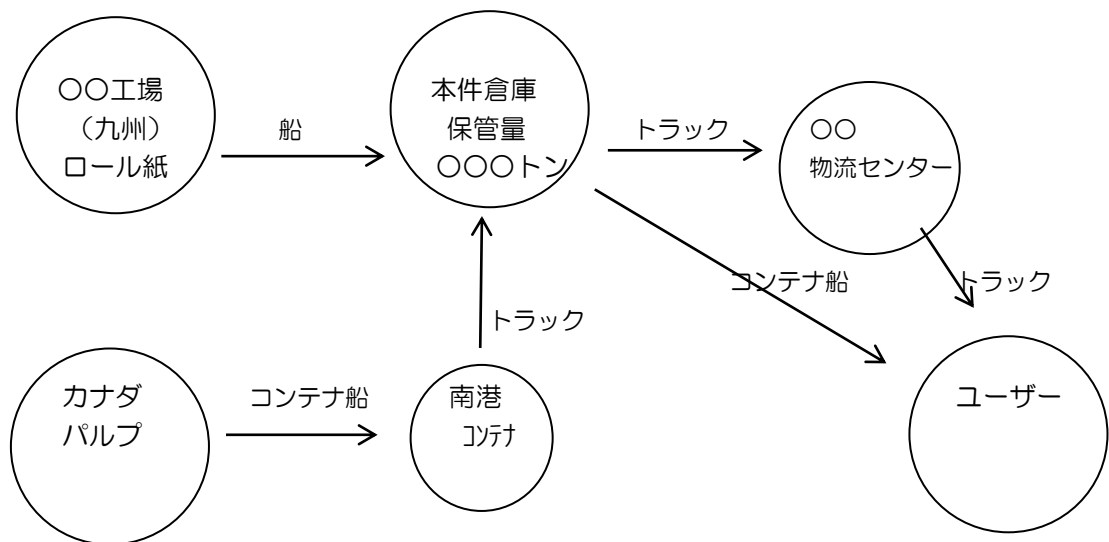 〇〇工場
（九州）
ロール紙
船
本件倉庫
保管量
〇〇〇トン
トラック
〇〇
物流センター
コンテナ船
トラック
トラック
カナダ
パルプ
コンテナ船
南港
ｺﾝﾃﾅ
ユーザー